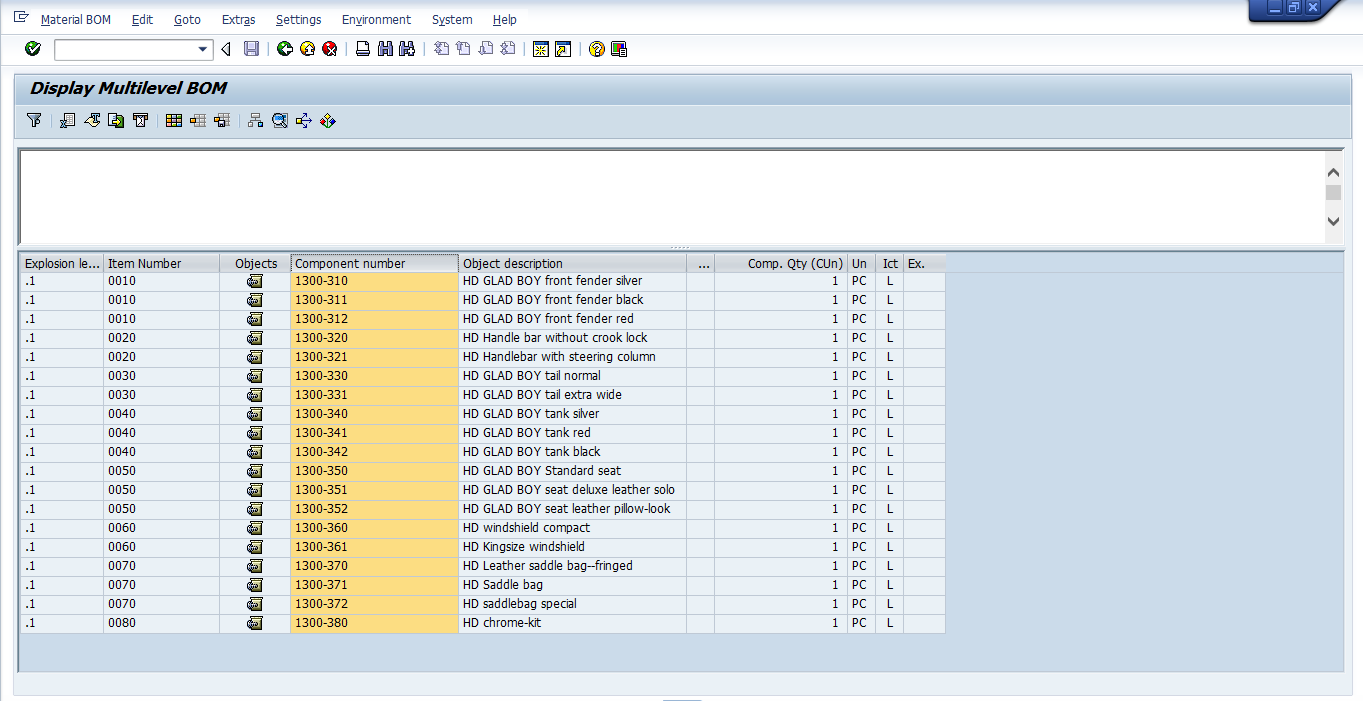 Material BOM Edit Goto Extras Settings Environment System Help
Display Multilevel BOM
Explosion le... Item Number Objects Component number Object description ... Comp. Qty (CUn) Un Ict Ex.
.1 0010 1300-310 HD GLAD BOY front fender silver 1 PC L
.1 0010 1300-311 HD GLAD BOY front fender black 1 PC L
.1 0010 1300-312 HD GLAD BOY front fender red 1 PC L
.1 0020 1300-320 HD Handle bar without crook lock 1 PC L
.1 0020 1300-321 HD Handlebar with steering column 1 PC L
.1 0030 1300-330 HD GLAD BOY tail normal 1 PC L
.1 0030 1300-331 HD GLAD BOY tail extra wide 1 PC L
.1 0040 1300-340 HD GLAD BOY tank silver 1 PC L
.1 0040 1300-341 HD GLAD BOY tank red 1 PC L
.1 0040 1300-342 HD GLAD BOY tank black 1 PC L
.1 0050 1300-350 HD GLAD BOY Standard seat 1 PC L
.1 0050 1300-351 HD GLAD BOY seat deluxe leather solo 1 PC L
.1 0050 1300-352 HD GLAD BOY seat leather pillow-look 1 PC L
.1 0060 1300-360 HD windshield compact 1 PC L
.1 0060 1300-361 HD Kingsize windshield 1 PC L
.1 0070 1300-370 HD Leather saddle bag--fringed 1 PC L
.1 0070 1300-371 HD Saddle bag 1 PC L
.1 0070 1300-372 HD saddlebag special 1 PC L
.1 0080 1300-380 HD chrome-kit 1 PC L